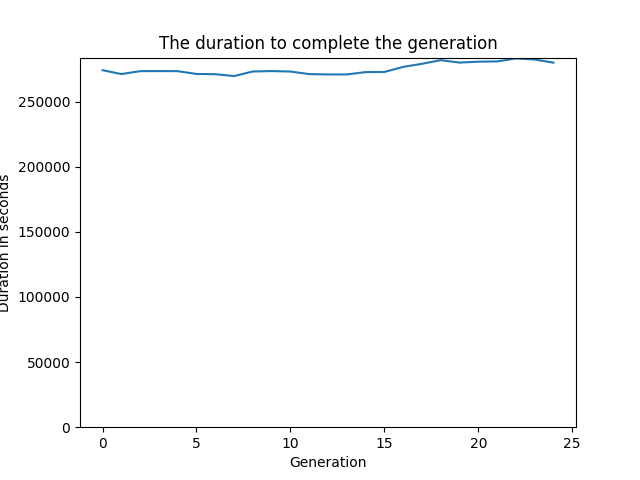 The duration to complete the generation
Duration in seconds
250000
200000
150000
100000
50000
0
0 5 10 15 20 25
Generation